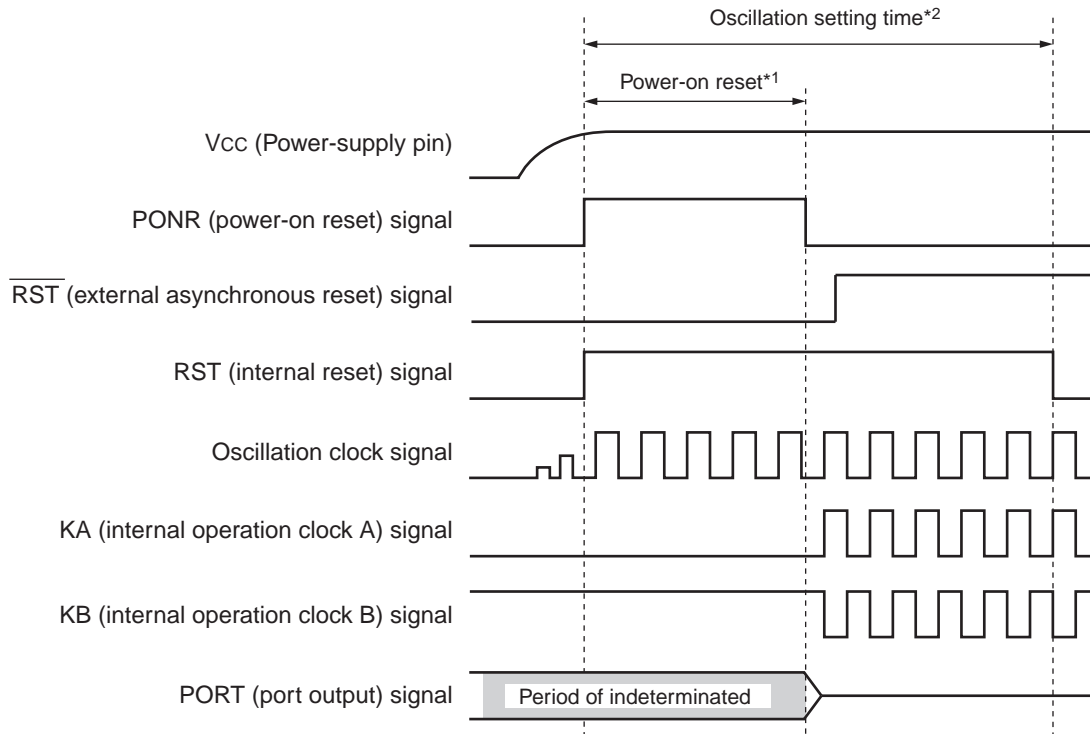 Oscillation setting time*2
Power-on reset*1
VCC (Power-supply pin)
PONR (power-on reset) signal
RST (external asynchronous reset) signal
RST (internal reset) signal
Oscillation clock signal
KA (internal operation clock A) signal
KB (internal operation clock B) signal
PORT (port output) signal
Period of indeterminated